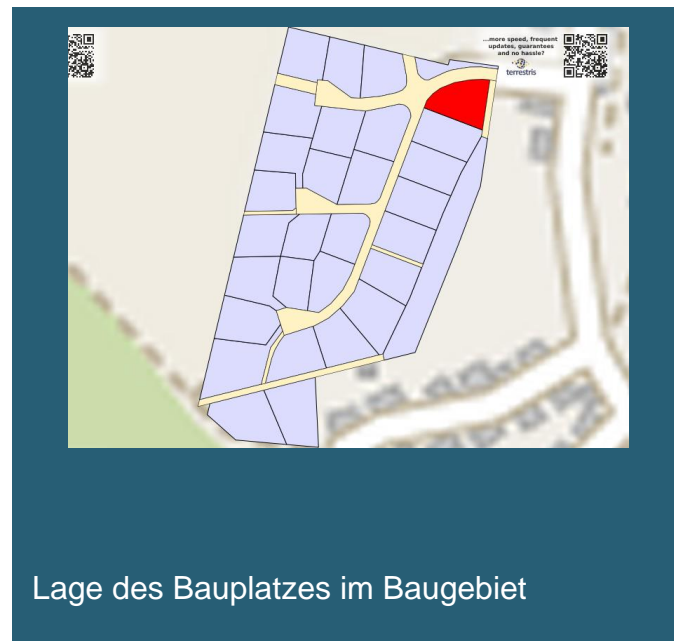 ...more speed, frequent
updates, guarantees
and no hassle?
terrestris
Lage des Bauplatzes im Baugebiet